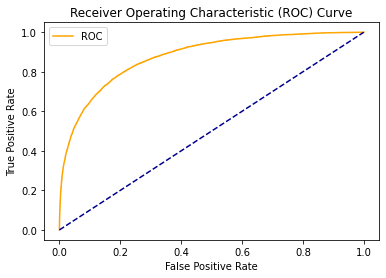 Receiver Operating Characteristic (ROC) Curve
ROC
True Positive Rate
1.0
0.8
0.6
0.4
0.2
0.0
0.0 0.2 0.4 0.6 0.8 1.0
False Positive Rate